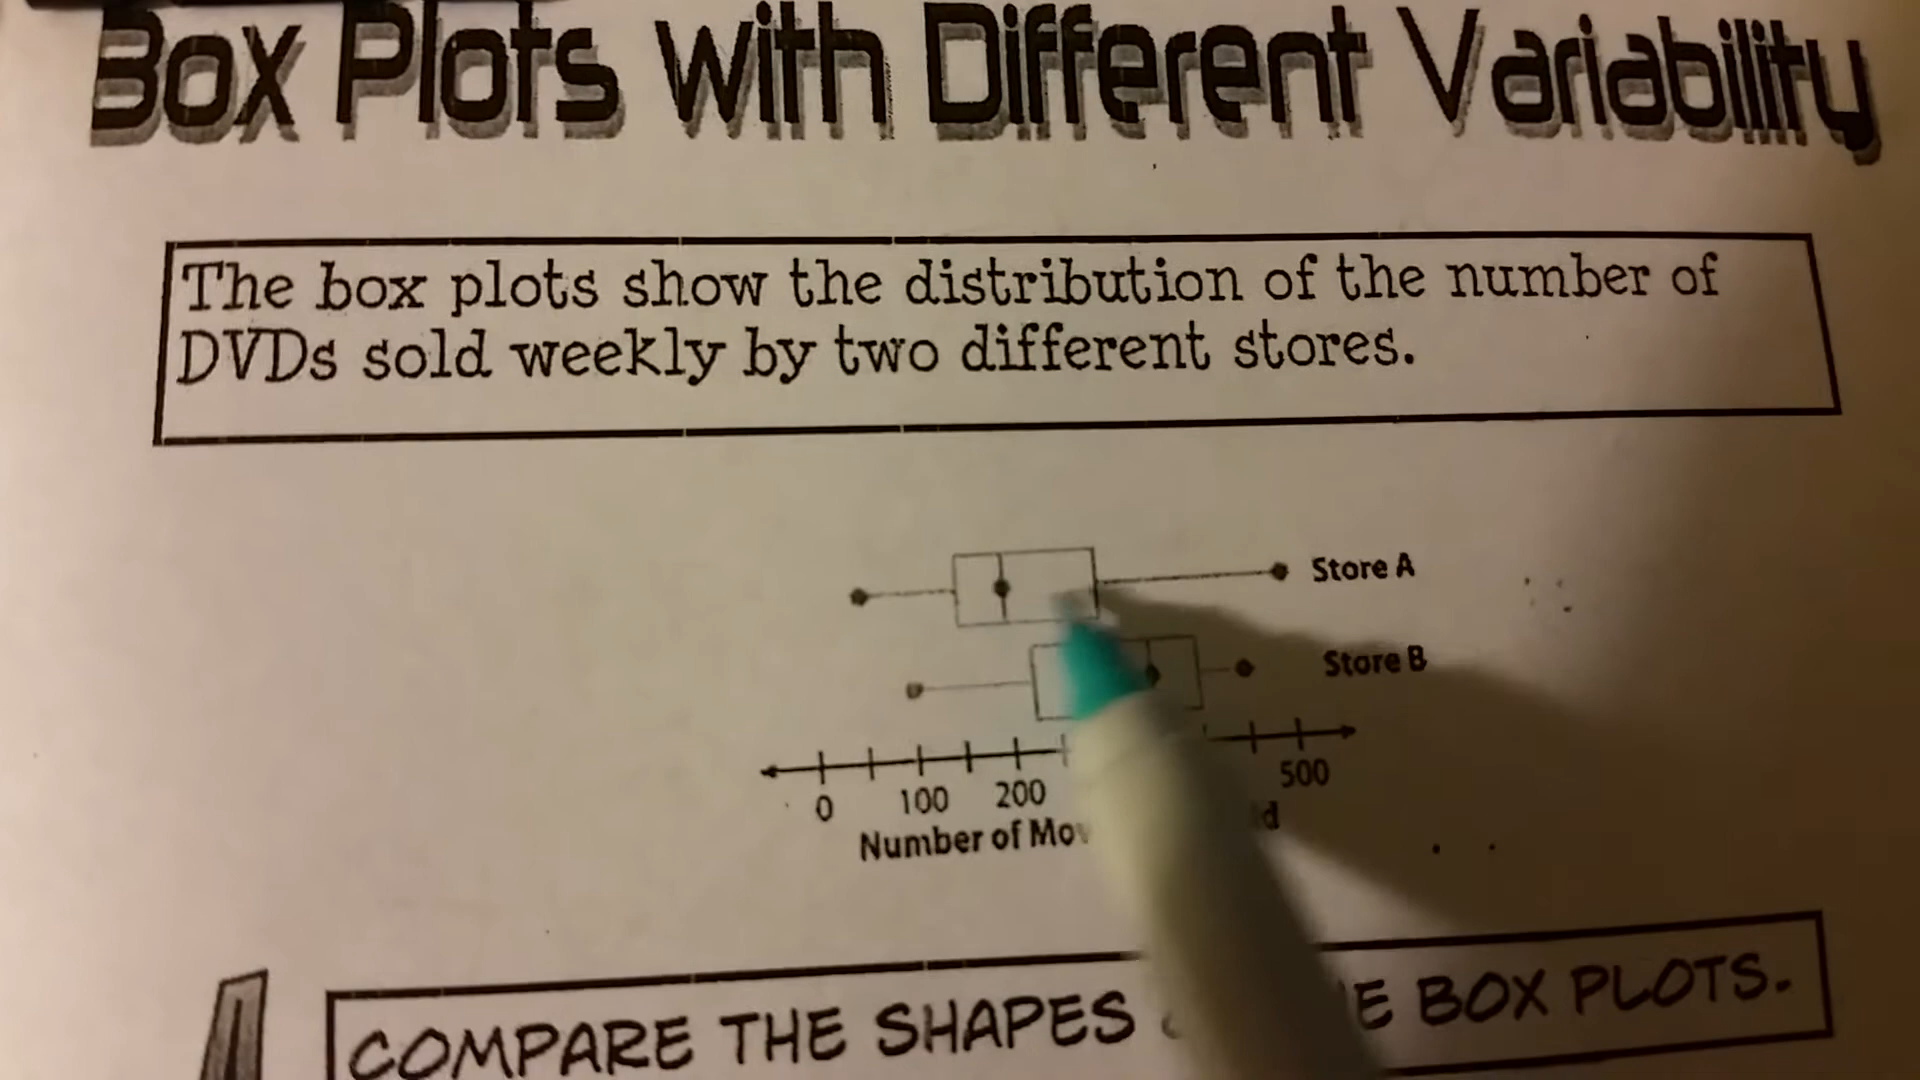 Box Plots with Different Variability
The box plots show the distribution of the number of
DVDs sold weekly by two different stores.
Store A
Store B
0 100 200 500
Number of
COMPARE THE SHAPES BOX PLOTS.